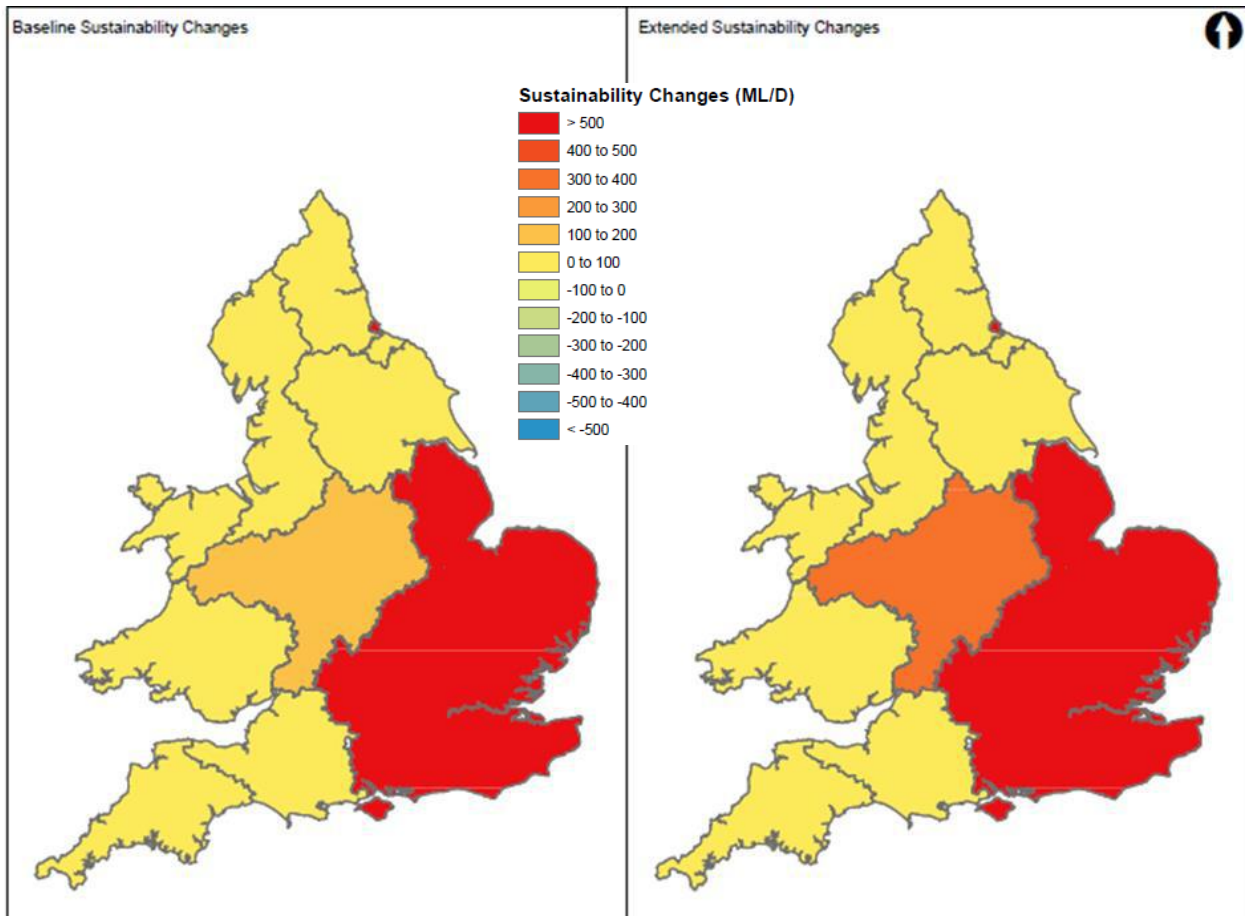 Baseline Sustainability Changes
Extended Sustainability Changes
Sustainability Changes (ML/D)
> 500
400 to 500
300 to 400
200 to 300
100 to 200
0 to 100
-100 to 0
-200 to -100
-300 to -200
-400 to -300
-500 to -400
< -500